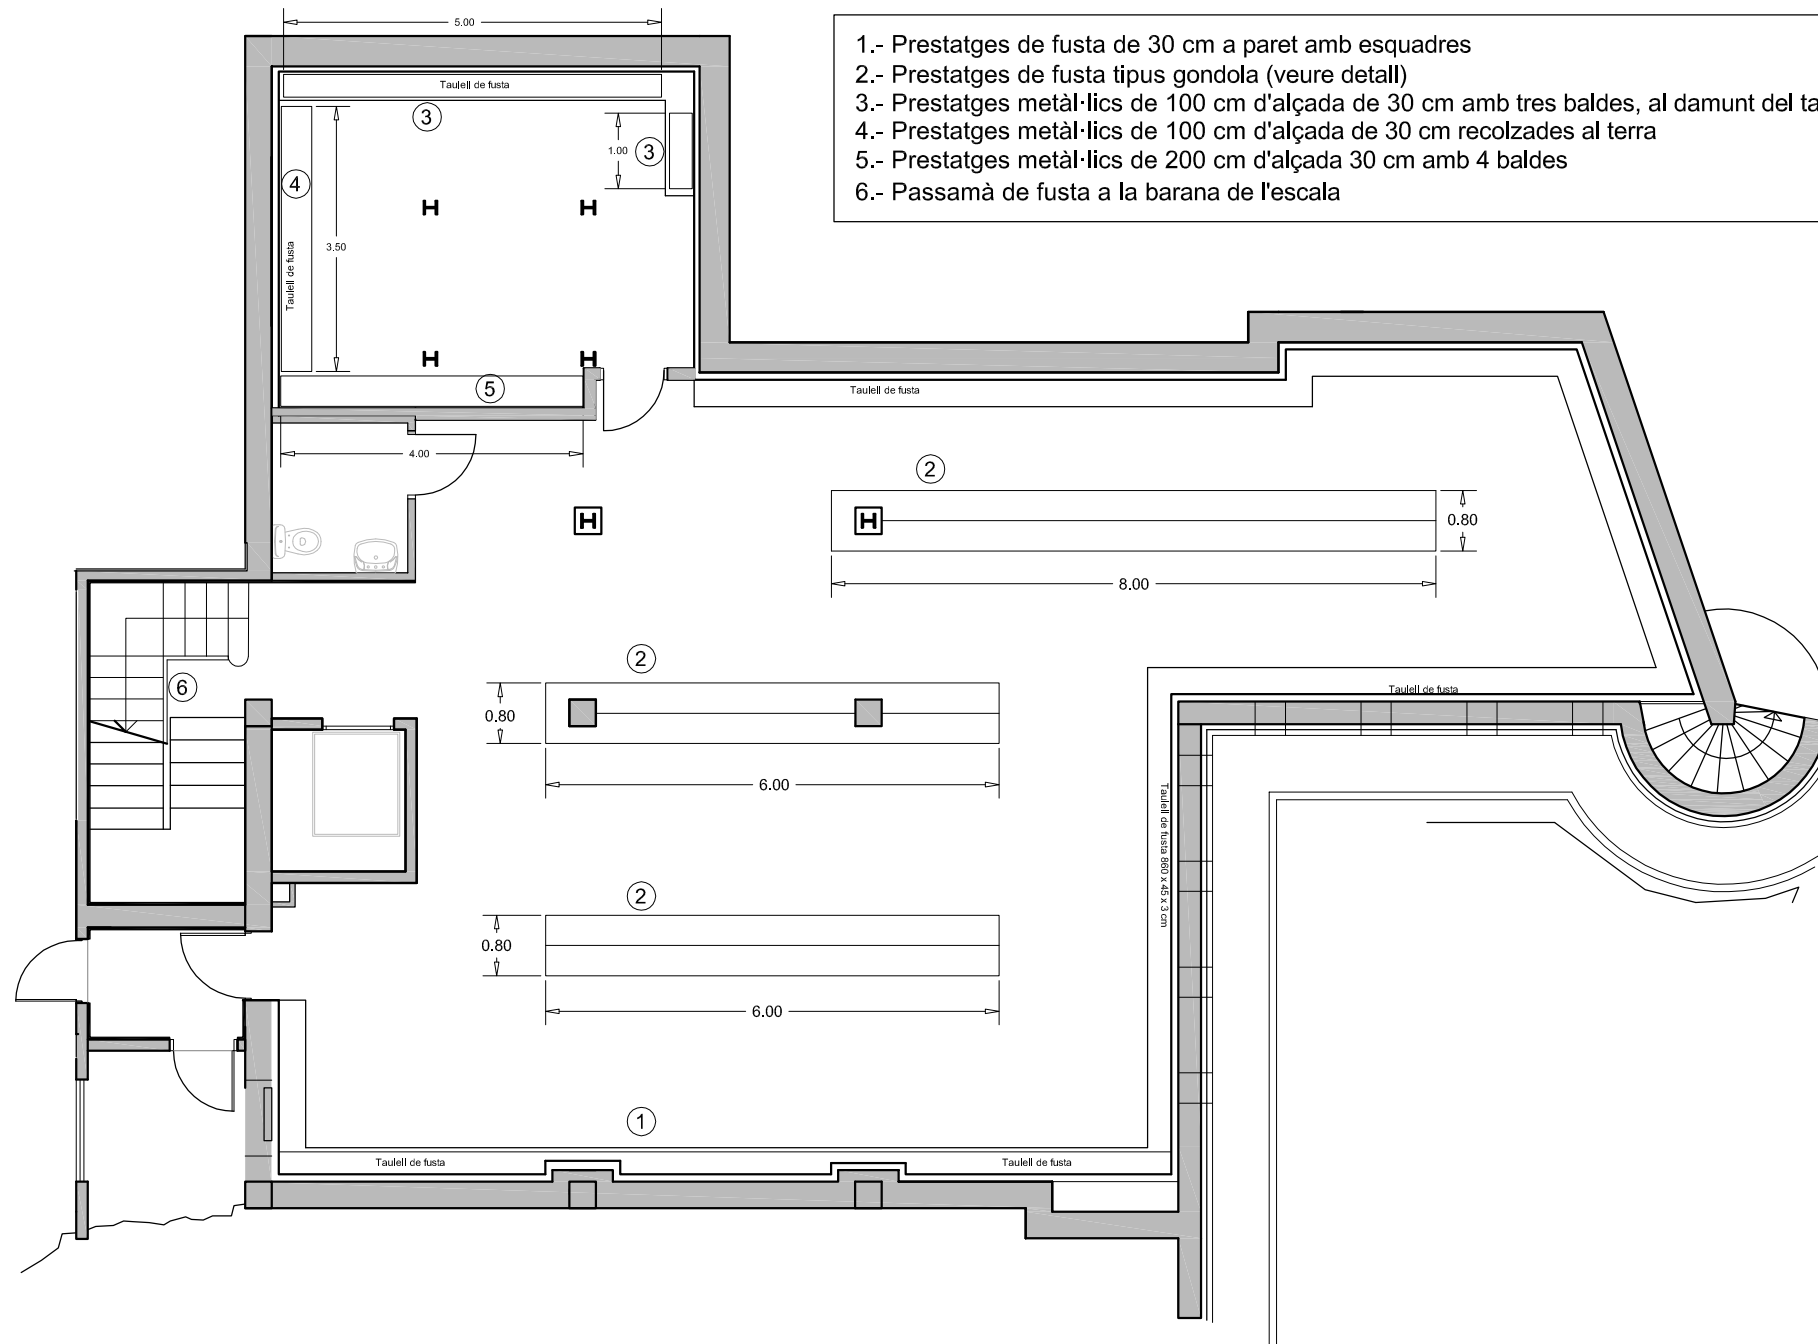 5.00
1.- Prestatges de fusta de 30 cm a paret amb esquadres
2.- Prestatges de fusta tipus gondola (veure detall)
3.- Prestatges metàl·lics de 100 cm d'alçada de 30 cm amb tres baldes, al damunt del ta
4.- Prestatges metàl·lics de 100 cm d'alçada de 30 cm recolzades al terra
5.- Prestatges metàl·lics de 200 cm d'alçada 30 cm amb 4 baldes
6.- Passamà de fusta a la barana de l'escala
Taulell de fusta
3
1.00
3
4
Taulell de fusta
3.50
5
Taulell de fusta
4.00
2
0.80
8.00
2
6
0.80
Taulell de fusta
6.00
Taulell de fusta 860 x 45 x 3 cm
2
0.80
6.00
1
Taulell de fusta
Taulell de fusta